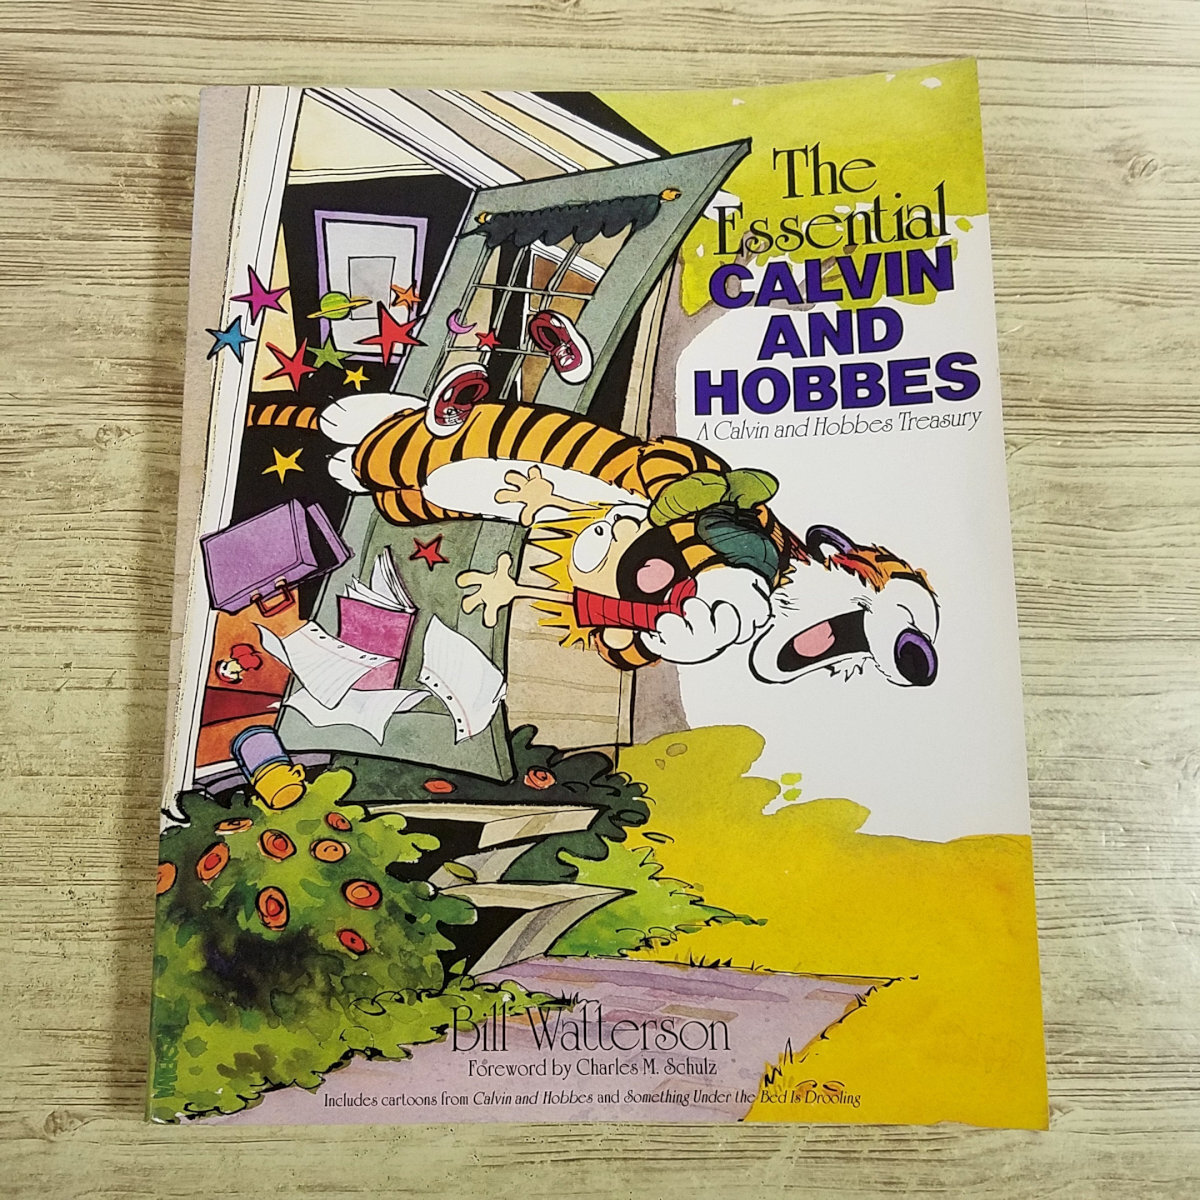 The
Essential
CALVIN
AND
HOBBES
A Calvin and Hobbes Treasury
Bill Watterson
Foreword by Charles M. Schulz
Includes cartoons from Calvin and Hobbes and Something Under the Bed Is Drooling